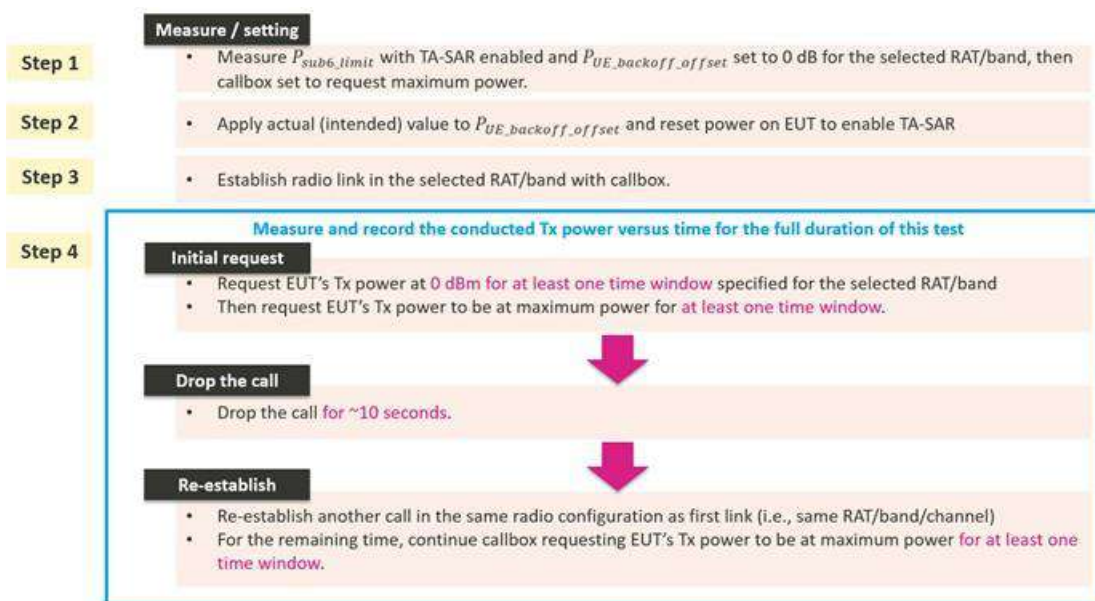 Measure / setting
Step 1
• Measure P_sub6_limit with TA-SAR enabled and P_UE_backoff_offset set to 0 dB for the selected RAT/band, then
callbox set to request maximum power.
Step 2
• Apply actual (intended) value to P_UE_backoff_offset and reset power on EUT to enable TA-SAR
Step 3
• Establish radio link in the selected RAT/band with callbox.
Step 4
Measure and record the conducted Tx power versus time for the full duration of this test
Initial request
• Request EUT's Tx power at 0 dBm for at least one time window specified for the selected RAT/band
• Then request EUT's Tx power to be at maximum power for at least one time window.
Drop the call
• Drop the call for ~10 seconds.
Re-establish
• Re-establish another call in the same radio configuration as first link (i.e., same RAT/band/channel)
• For the remaining time, continue callbox requesting EUT's Tx power to be at maximum power for at least one
time window.